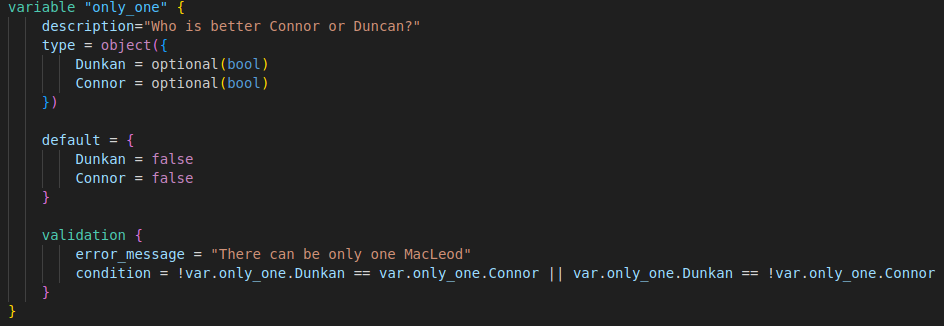 variable "only_one" {
    description="Who is better Connor or Duncan?"
    type = object({
        Dunkan = optional(bool)
        Connor = optional(bool)
    })

    default = {
        Dunkan = false
        Connor = false
    }

    validation {
        error_message = "There can be only one MacLeod"
        condition = !var.only_one.Dunkan == var.only_one.Connor || var.only_one.Dunkan == !var.only_one.Connor
    }
}